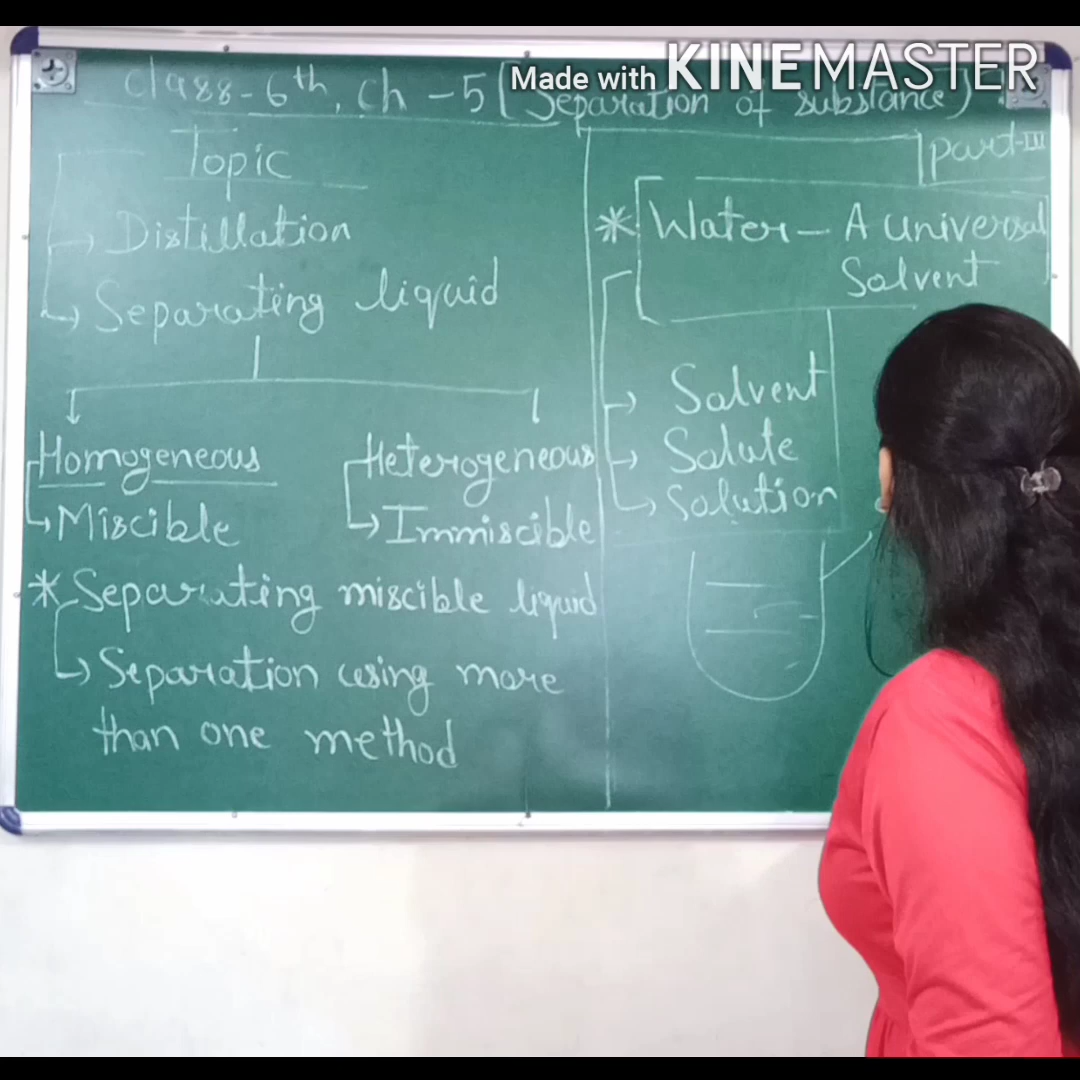 Made with KINEMASTER
Class-6th, Ch-5 (Separation of substance)
Part-III
Topic
→ Distillation
→ Separating liquid
Homogeneous
→ Miscible
Heterogeneous
→ Immiscible
* Separating miscible liquid
→ Separation using more
than one method
* Water - A universal
Solvent
→ Solvent
→ Solute
→ Solution